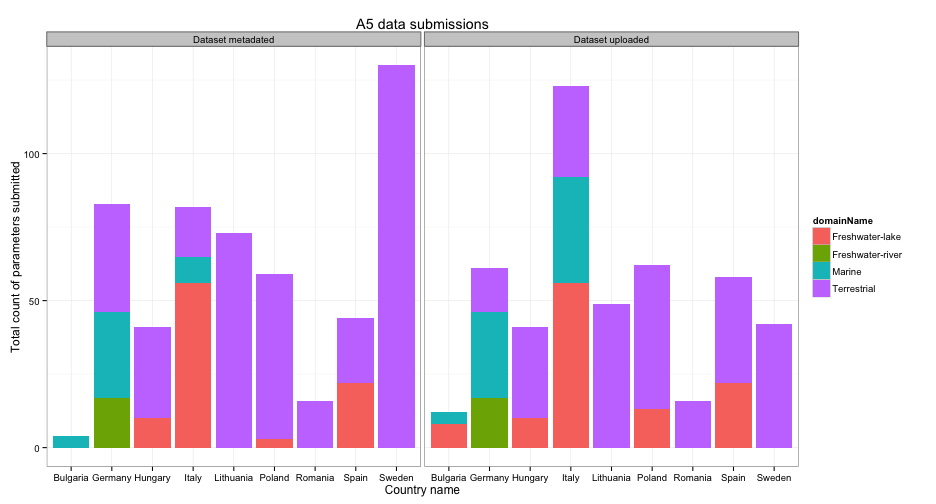 A5 data submissions
Dataset metadated
Dataset uploaded
Total count of parameters submitted
100
50
0
Bulgaria Germany Hungary Italy Lithuania Poland Romania Spain Sweden
Bulgaria Germany Hungary Italy Lithuania Poland Romania Spain Sweden
Country name
domainName
Freshwater-lake
Freshwater-river
Marine
Terrestrial